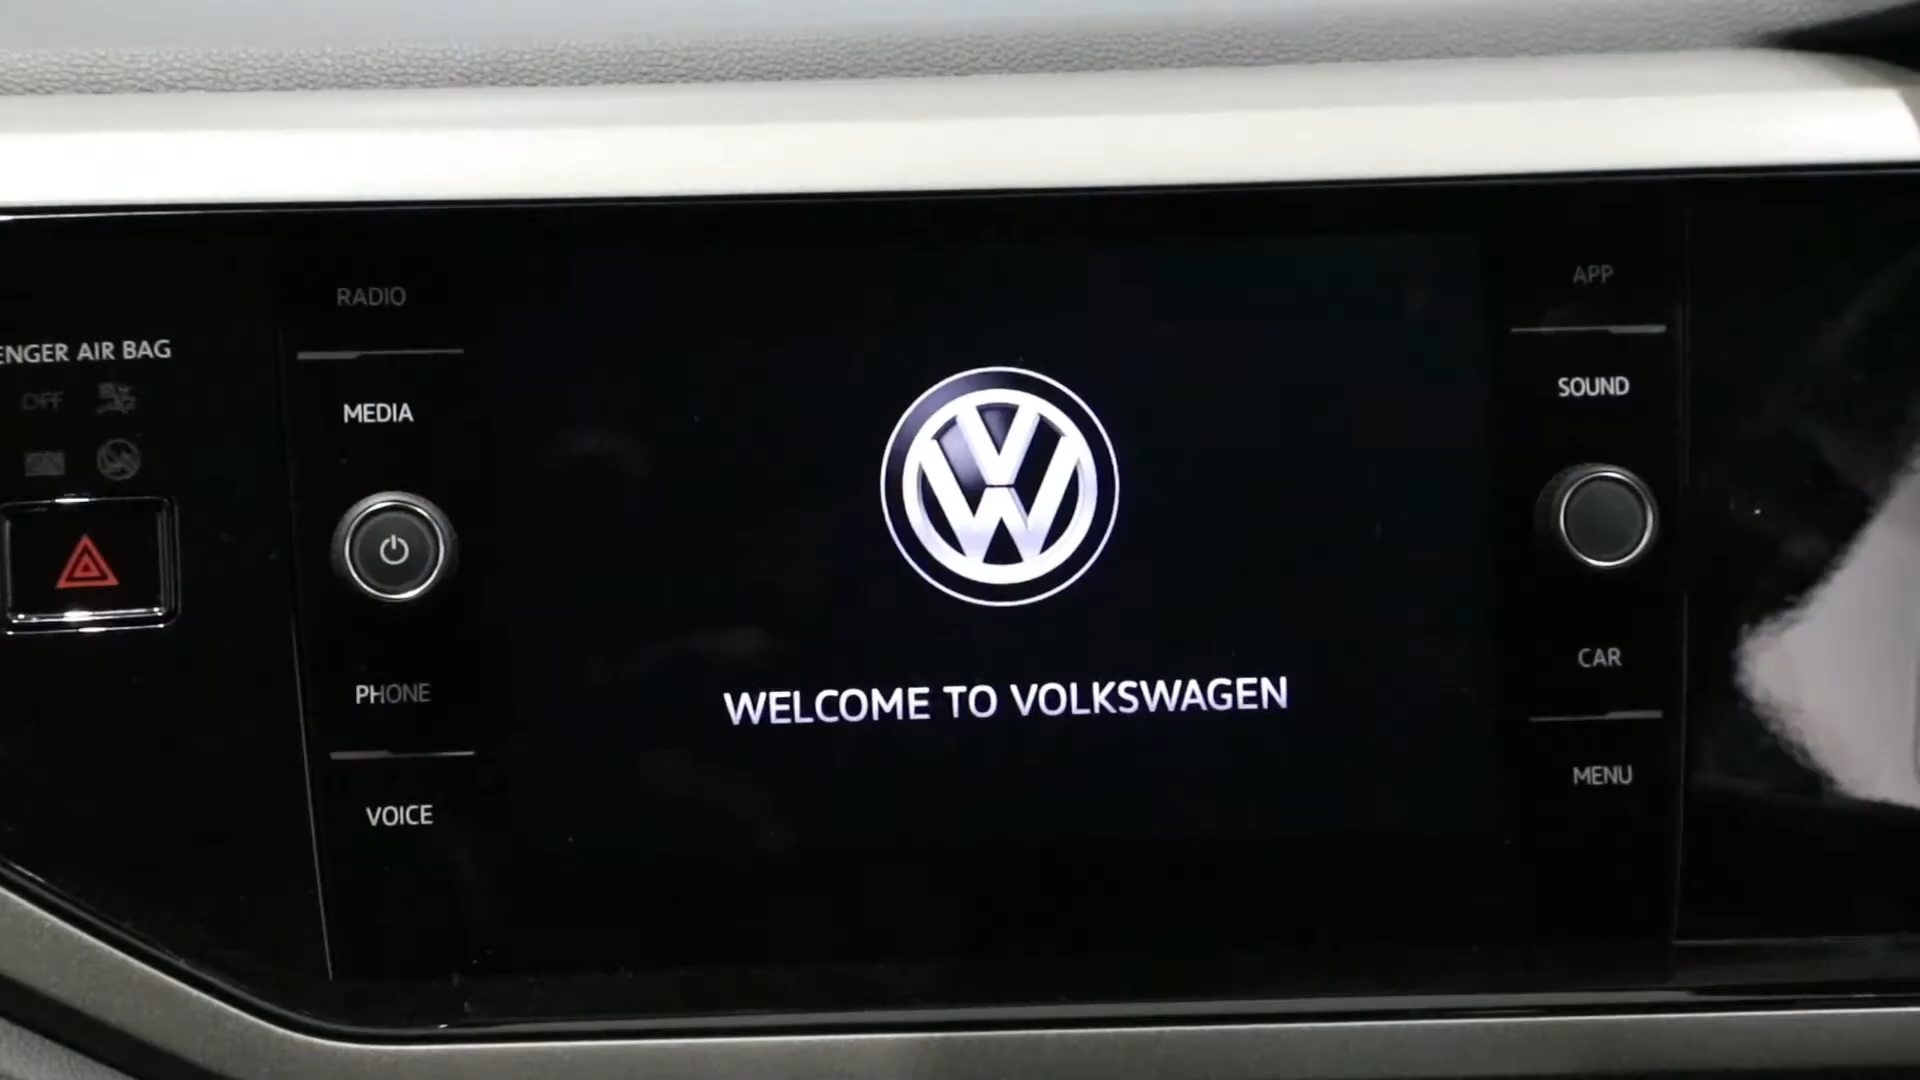 RADIO
APP
ENGER AIR BAG
OFF
MEDIA
SOUND
PHONE
CAR
WELCOME TO VOLKSWAGEN
VOICE
MENU